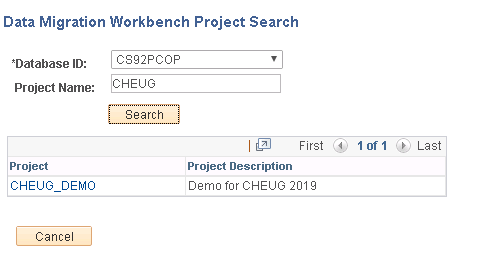 Data Migration Workbench Project Search
*Database ID: CS92PCOP
Project Name: CHEUG
Search
| First 1 of 1 Last
Project Project Description
CHEUG_DEMO Demo for CHEUG 2019
Cancel